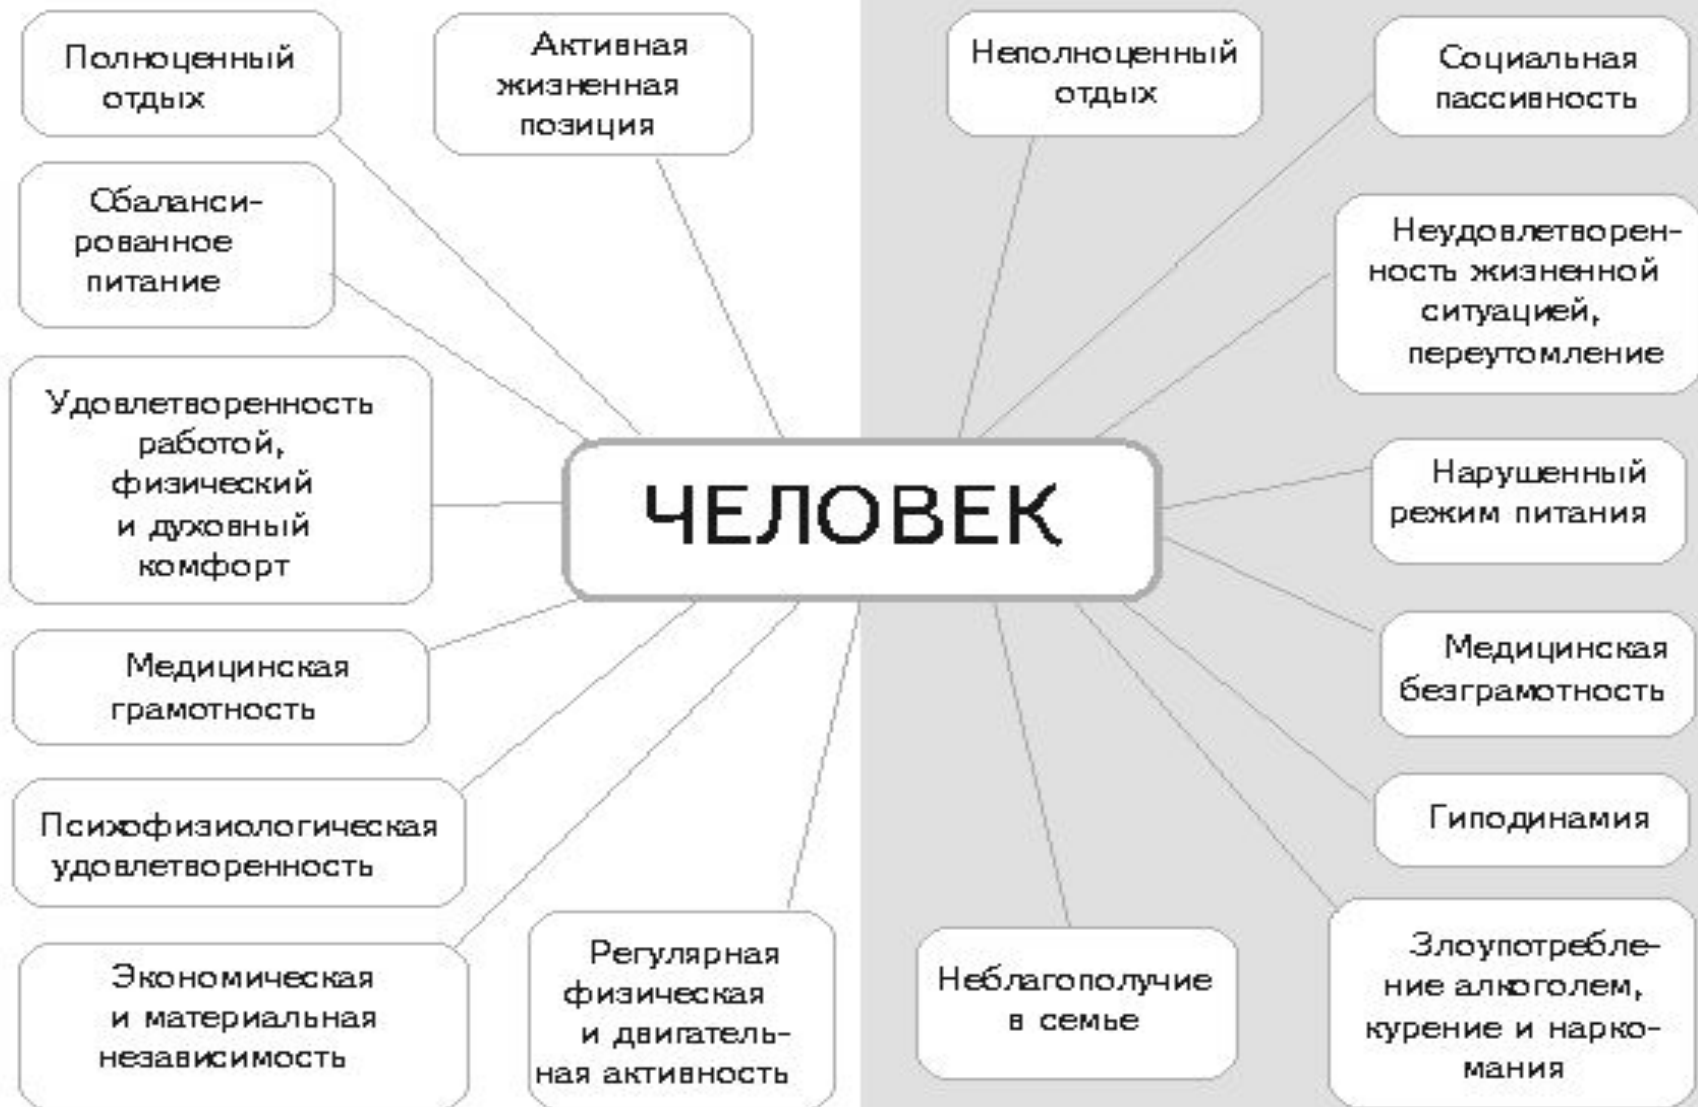 Полноценный
отдых
Активная
жизненная
позиция
Неполноценный
отдых
Социальная
пассивность
Сбаланси-
рованное
питание
Неудовлетворен-
ность жизненной
ситуацией,
переутомление
Удовлетворенность
работой,
физический
и духовный
комфорт
ЧЕЛОВЕК
Нарушенный
режим питания
Медицинская
грамотность
Медицинская
безграмотность
Психофизиологическая
удовлетворенность
Гиподинамия
Экономическая
и материальная
независимость
Регулярная
физическая
и двигатель-
ная активность
Неблагополучие
в семье
Злоупотребле-
ние алкоголем,
курение и нарко-
мания